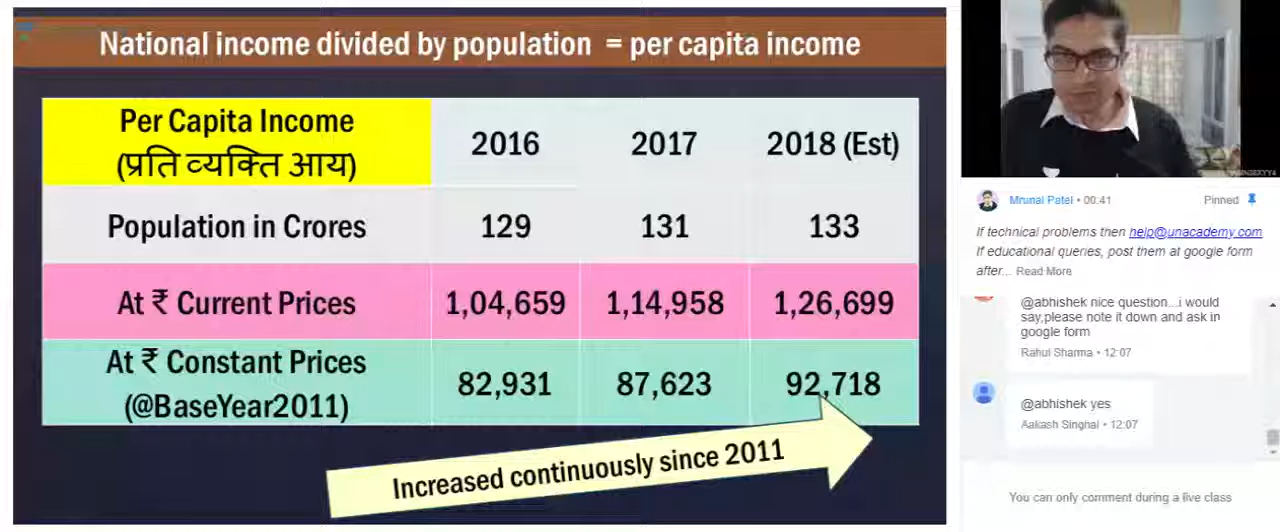 National income divided by population = per capita income
Per Capita Income
(प्रति व्यक्ति आय)
2016
2017
2018 (Est)
Population in Crores
129
131
133
At ₹ Current Prices
1,04,659
1,14,958
1,26,699
At ₹ Constant Prices
(@BaseYear2011)
82,931
87,623
92,718
Increased continuously since 2011
Mrunal Patel • 00:41
Pinned
If technical problems then help@unacademy.com
If educational queries, post them at google form
after... Read More
@abhishek nice question...i would
say,please note it down and ask in
google form
Rahul Sharma • 12:07
@abhishek yes
Aakash Singhal • 12:07
You can only comment during a live class